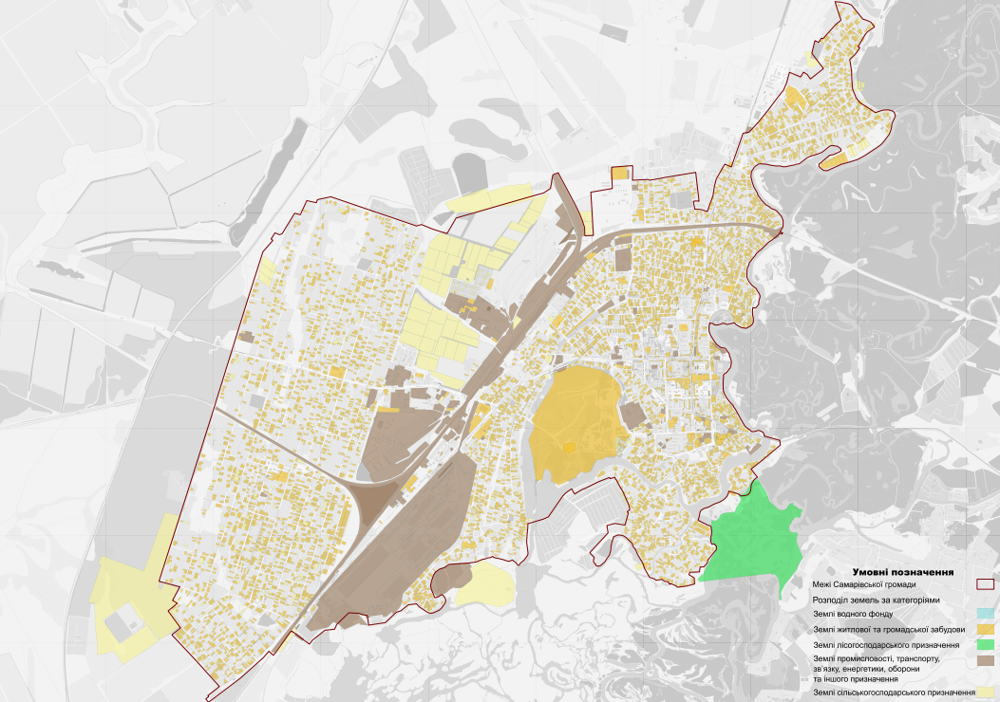 Умовні позначення
Межі Самарівської громади
Розподіл земель за категоріями
Землі водного фонду
Землі житлової та громадської забудови
Землі лісогосподарського призначення
Землі промисловості, транспорту,
зв'язку, енергетики, оборони
та іншого призначення
Землі сільськогосподарського призначення